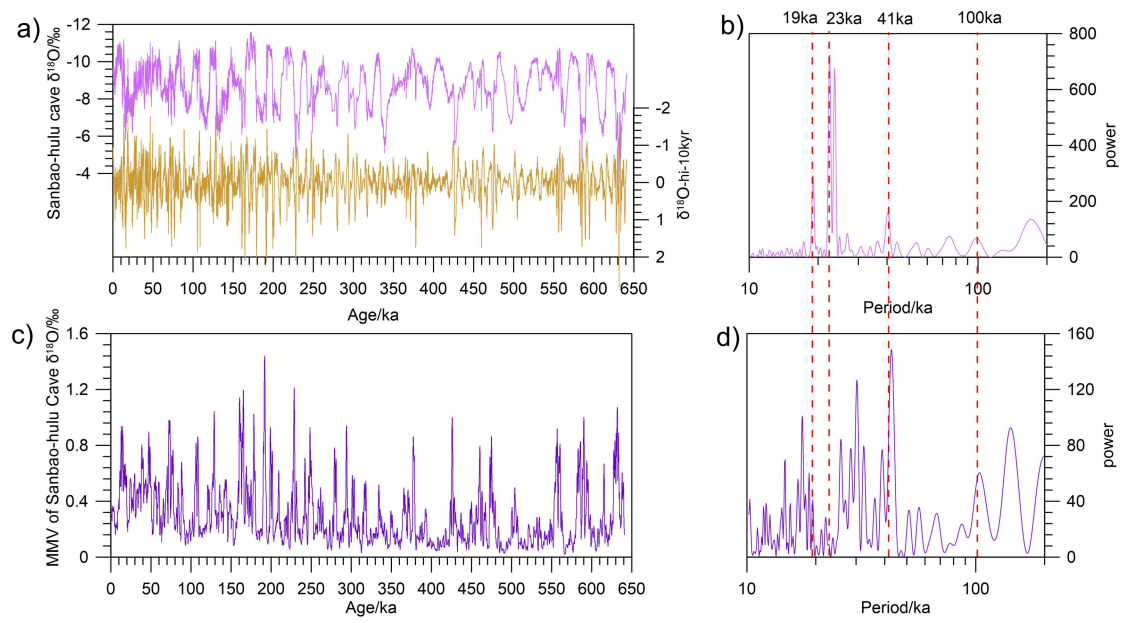 a)
Sanbao-hulu cave δ¹⁸O/‰
-12
-10
-8
-6
-4
-2
-1
0
1
2
δ¹⁸O-hi-10kyr
0 50 100 150 200 250 300 350 400 450 500 550 600 650
Age/ka
b)
19ka 23ka 41ka 100ka
800
600
400
200
0
power
10 100
Period/ka
c)
MMV of Sanbao-hulu Cave δ¹⁸O/‰
1.6
1.2
0.8
0.4
0
0 50 100 150 200 250 300 350 400 450 500 550 600 650
Age/ka
d)
160
120
80
40
0
power
10 100
Period/ka